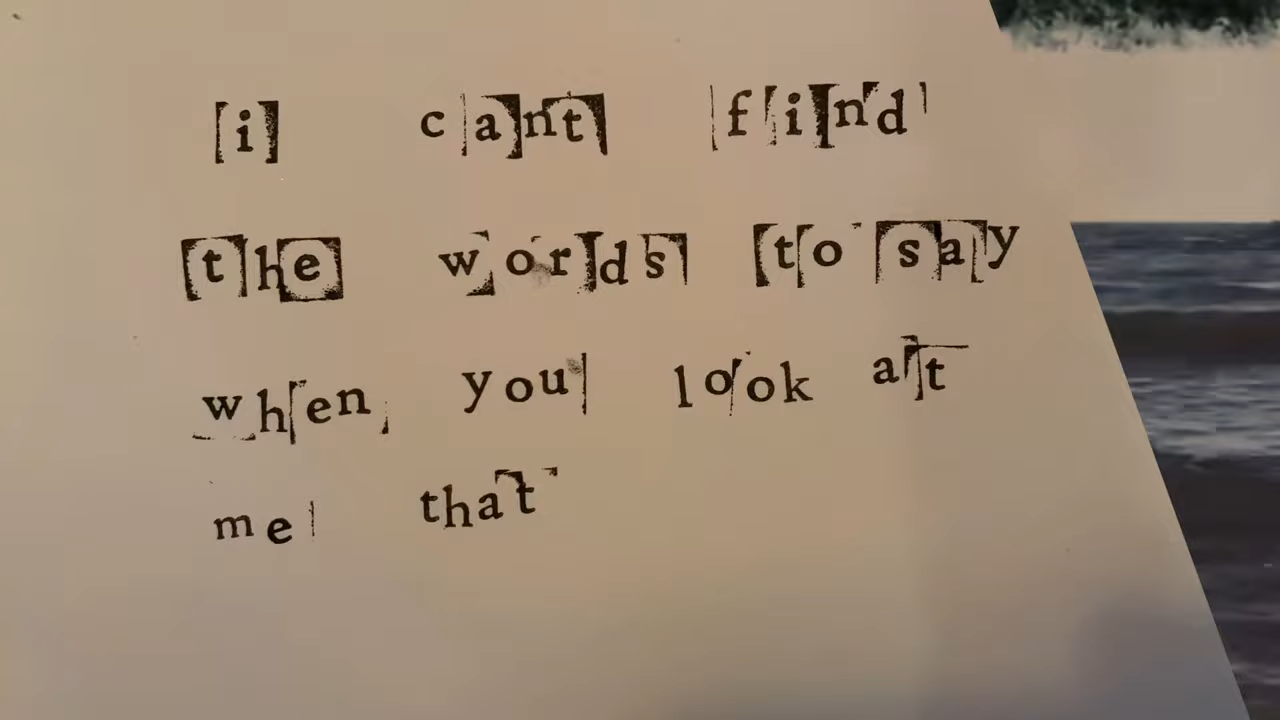 i cant find
the words to say
when you look at
me that